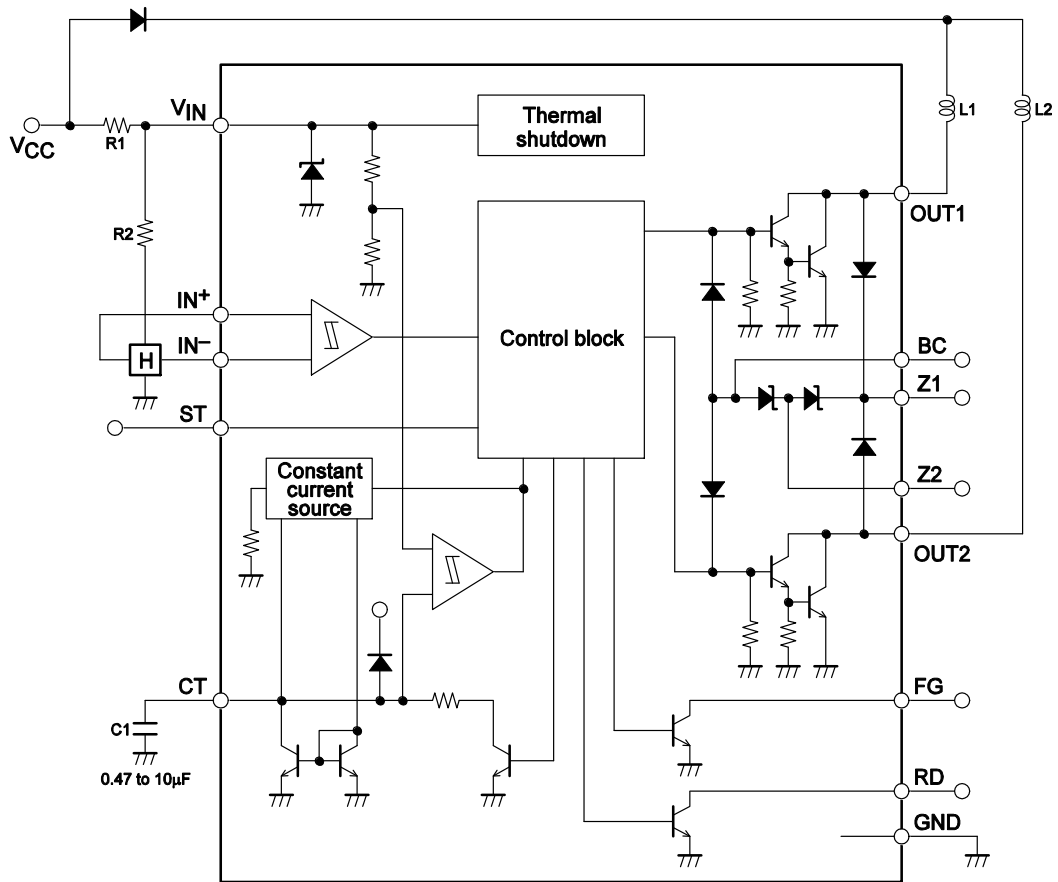 VIN
Thermal
shutdown
L1
L2
VCC
R1
OUT1
R2
IN+
Control block
IN−
H
BC
Z1
ST
Constant
current
source
Z2
OUT2
CT
FG
C1
0.47 to 10μF
RD
GND